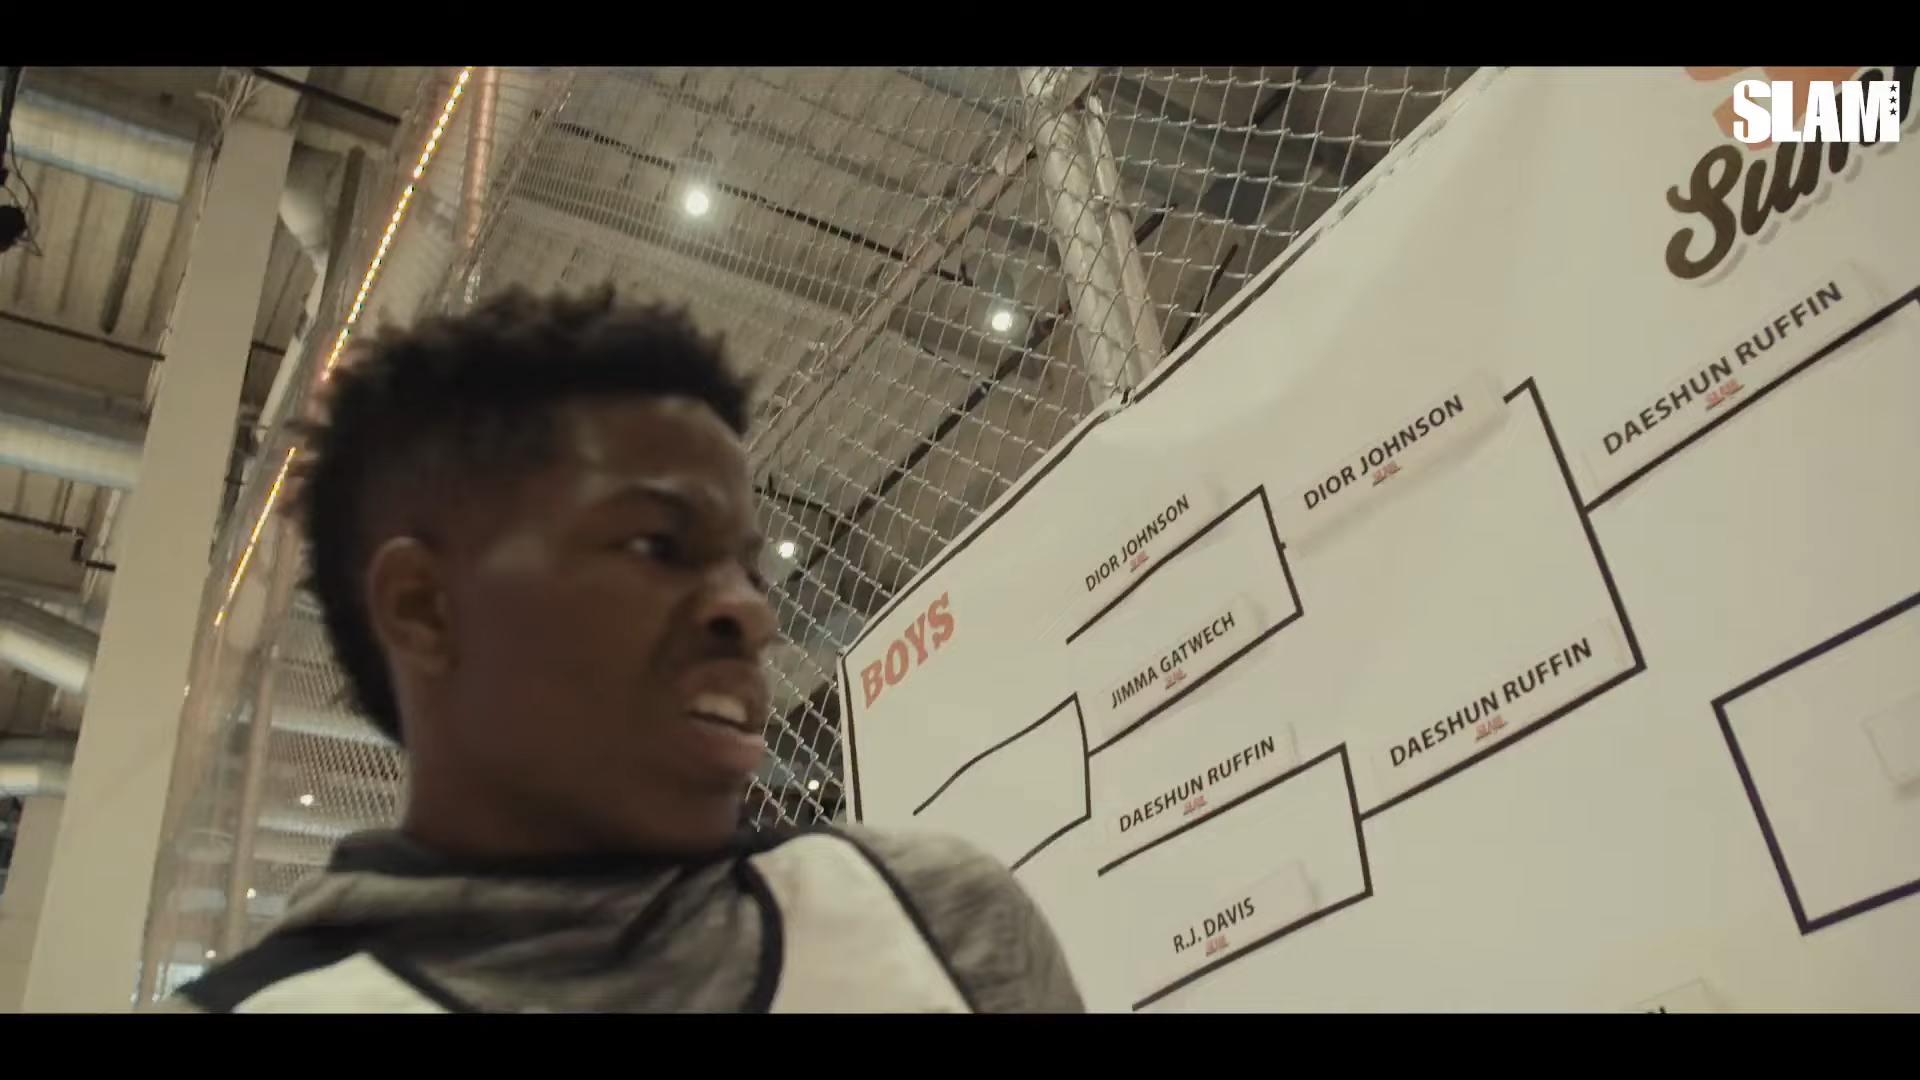 SLAM
BOYS
DIOR JOHNSON
JIMMA GATWECH
DAESHUN RUFFIN
R.J. DAVIS
DIOR JOHNSON
DAESHUN RUFFIN
DAESHUN RUFFIN